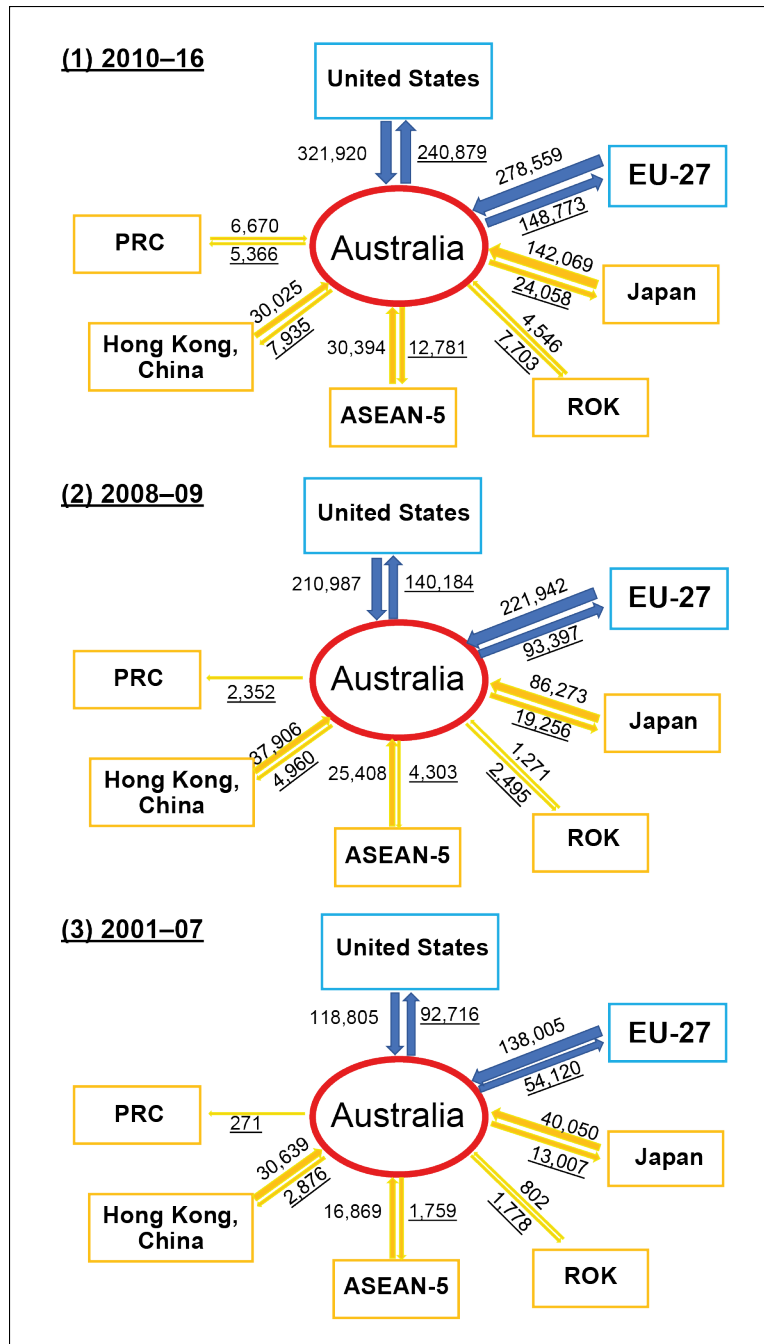 (1) 2010–16
United States
321,920
240,879
278,559
EU-27
148,773
PRC
6,670
5,366
Australia
142,069
Japan
24,058
30,025
7,935
Hong Kong,
China
30,394
12,781
4,546
7,703
ASEAN-5
ROK
(2) 2008–09
United States
210,987
140,184
221,942
EU-27
93,397
PRC
2,352
Australia
86,273
Japan
19,256
37,906
4,960
Hong Kong,
China
25,408
4,303
1,271
2,495
ASEAN-5
ROK
(3) 2001–07
United States
118,805
92,716
138,005
EU-27
54,120
PRC
271
Australia
40,050
Japan
13,007
30,639
2,876
Hong Kong,
China
16,869
1,759
802
1,778
ASEAN-5
ROK